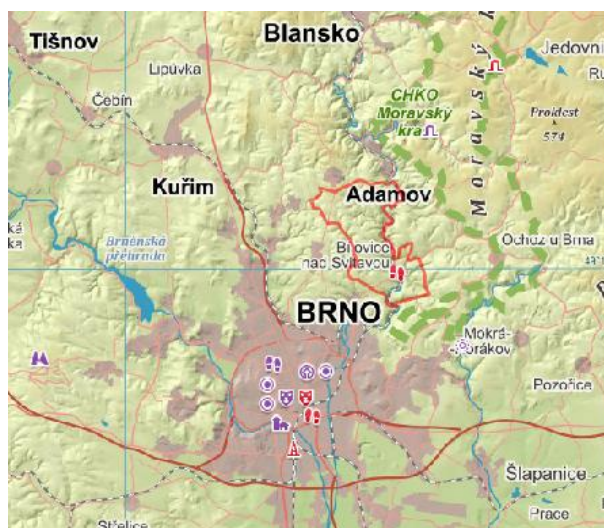 Tišnov
Blansko
Jedovni
Lipůvka
Čebín
CHKO
Moravský
kras
Moravský k
Proklest
574
Kuřim
Adamov
Brněnská
přehrada
Bílovice
nad Svitavou
Ochoz u Brna
BRNO
Mokrá-
Horákov
Pozořice
Šlapanice
Prace
Střelice